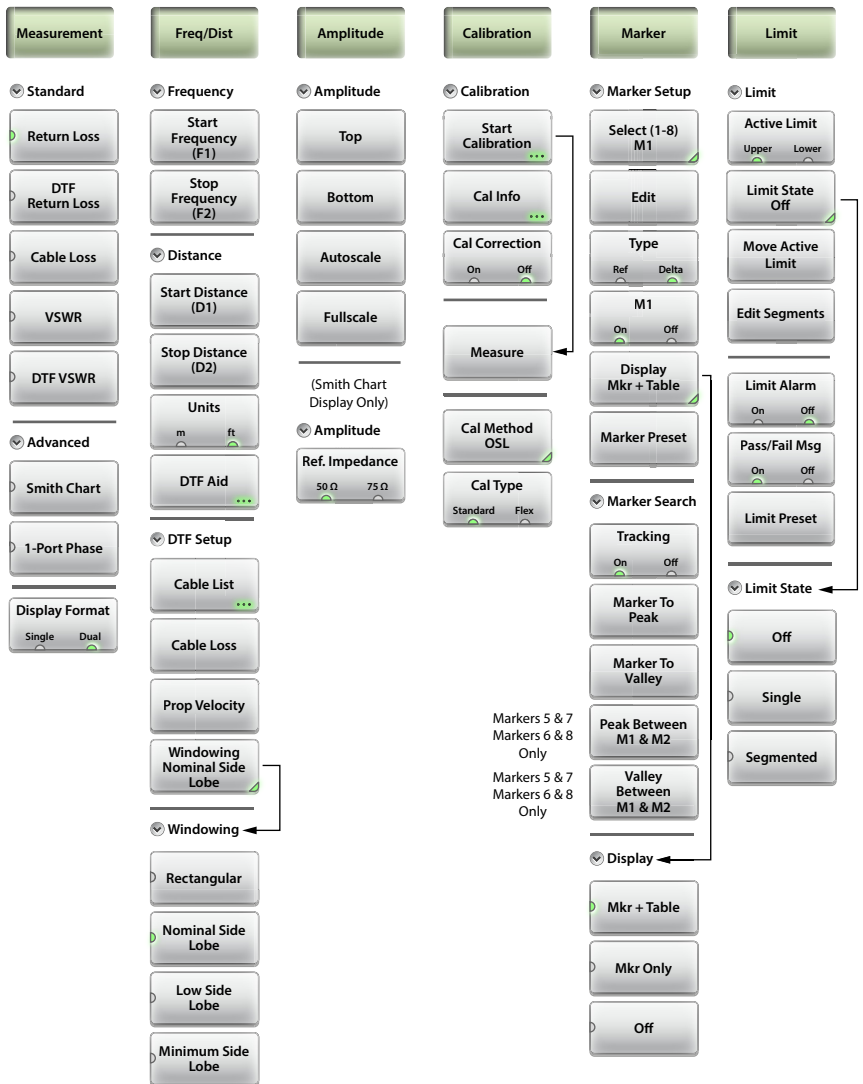 Measurement
Standard
Return Loss
DTF
Return Loss
Cable Loss
VSWR
DTF VSWR
Advanced
Smith Chart
1-Port Phase
Display Format
Single Dual
Freq/Dist
Frequency
Start
Frequency
(F1)
Stop
Frequency
(F2)
Distance
Start Distance
(D1)
Stop Distance
(D2)
Units
m ft
DTF Aid
DTF Setup
Cable List
Cable Loss
Prop Velocity
Windowing
Nominal Side
Lobe
Windowing
Rectangular
Nominal Side
Lobe
Low Side
Lobe
Minimum Side
Lobe
Amplitude
Amplitude
Top
Bottom
Autoscale
Fullscale
(Smith Chart
Display Only)
Amplitude
Ref. Impedance
50 Ω 75 Ω
Calibration
Calibration
Start
Calibration
Cal Info
Cal Correction
On Off
Measure
Cal Method
OSL
Cal Type
Standard Flex
Marker
Marker Setup
Select (1-8)
M1
Edit
Type
Ref Delta
M1
On Off
Display
Mkr + Table
Marker Preset
Marker Search
Tracking
On Off
Marker To
Peak
Marker To
Valley
Markers 5 & 7
Markers 6 & 8
Only
Peak Between
M1 & M2
Markers 5 & 7
Markers 6 & 8
Only
Valley
Between
M1 & M2
Display
Mkr + Table
Mkr Only
Off
Limit
Limit
Active Limit
Upper Lower
Limit State
Off
Move Active
Limit
Edit Segments
Limit Alarm
On Off
Pass/Fail Msg
On Off
Limit Preset
Limit State
Off
Single
Segmented